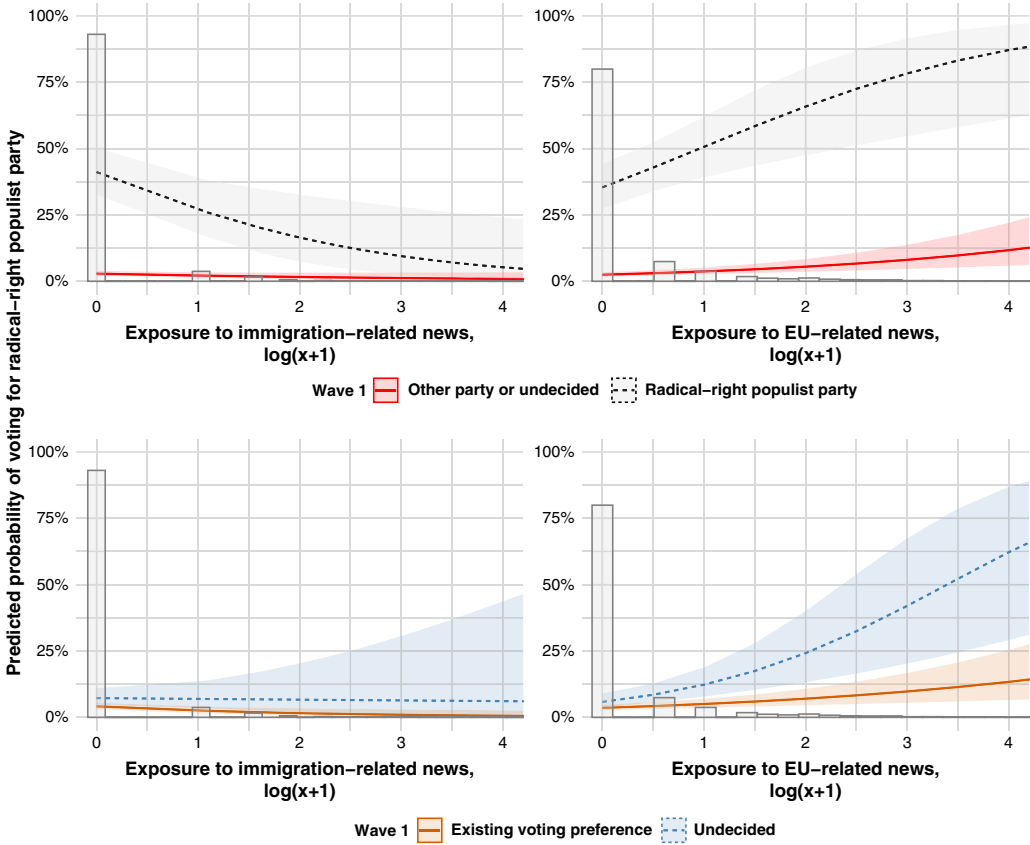 Predicted probability of voting for radical−right populist party
100%
75%
50%
25%
0%
0 1 2 3 4
Exposure to immigration−related news,
log(x+1)
100%
75%
50%
25%
0%
0 1 2 3 4
Exposure to EU−related news,
log(x+1)
Wave 1 Other party or undecided Radical−right populist party
100%
75%
50%
25%
0%
0 1 2 3 4
Exposure to immigration−related news,
log(x+1)
100%
75%
50%
25%
0%
0 1 2 3 4
Exposure to EU−related news,
log(x+1)
Wave 1 Existing voting preference Undecided